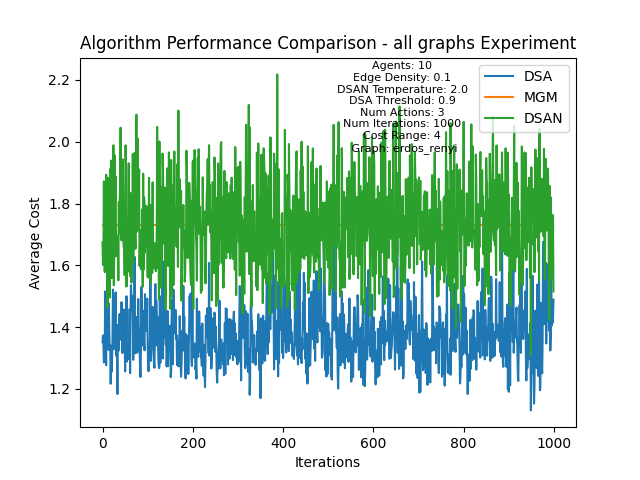 Algorithm Performance Comparison - all graphs Experiment
Agents: 10
Edge Density: 0.1
DSAN Temperature: 2.0
DSA Threshold: 0.9
Num Actions: 3
Num Iterations: 1000
Cost Range: 4
Graph: erdos_renyi
DSA
MGM
DSAN
Average Cost
2.2
2.0
1.8
1.6
1.4
1.2
0
200
400
600
800
1000
Iterations